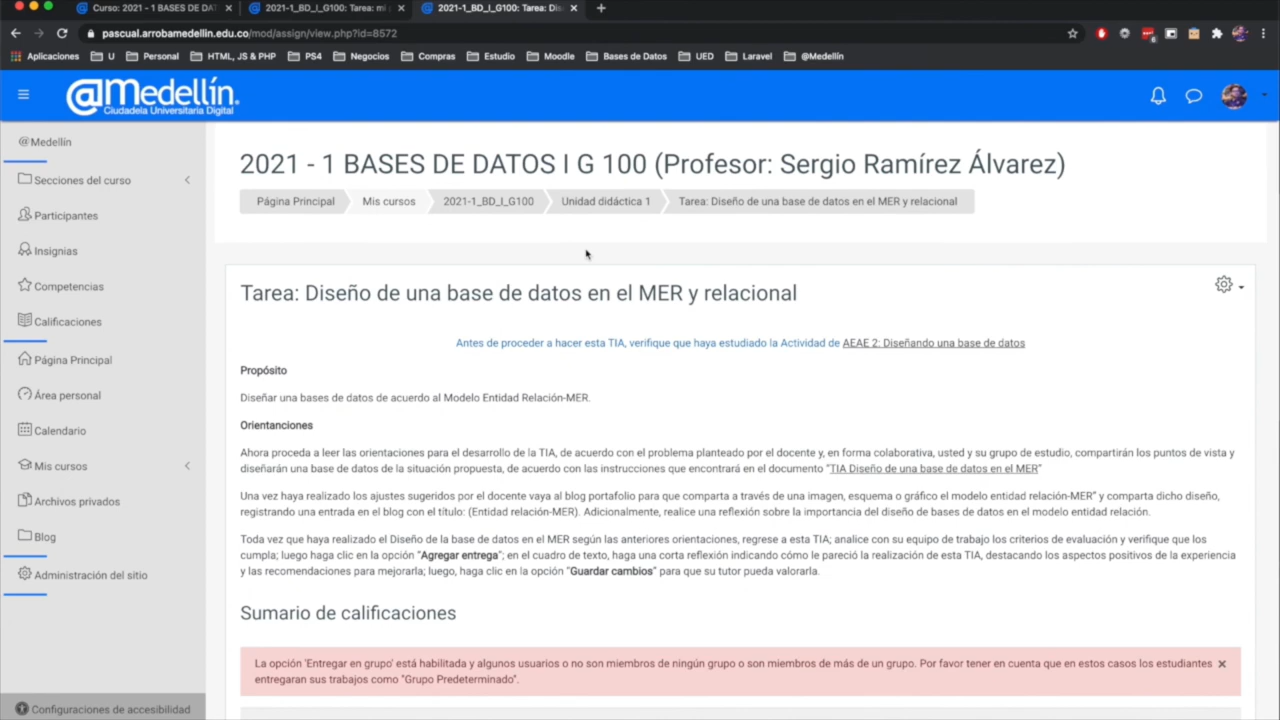 Curso: 2021 - 1 BASES DE DAT
2021-1_BD_I_G100: Tarea: mi
2021-1_BD_I_G100: Tarea: Dis
pascual.arrobamedellin.edu.co/mod/assign/view.php?id=8572
Aplicaciones U Personal HTML, JS & PHP PS4 Negocios Compras Estudio Moodle Bases de Datos UED Laravel @Medellín
@Medellín.
Ciudadela Universitaria Digital
@Medellín
Secciones del curso
Participantes
Insignias
Competencias
Calificaciones
Página Principal
Área personal
Calendario
Mis cursos
Archivos privados
Blog
Administración del sitio
Configuraciones de accesibilidad
2021 - 1 BASES DE DATOS I G 100 (Profesor: Sergio Ramírez Álvarez)
Página Principal Mis cursos 2021-1_BD_I_G100 Unidad didáctica 1 Tarea: Diseño de una base de datos en el MER y relacional
Tarea: Diseño de una base de datos en el MER y relacional
Antes de proceder a hacer esta TIA, verifique que haya estudiado la Actividad de AEAE 2: Diseñando una base de datos
Propósito
Diseñar una bases de datos de acuerdo al Modelo Entidad Relación-MER.
Orientanciones
Ahora proceda a leer las orientaciones para el desarrollo de la TIA, de acuerdo con el problema planteado por el docente y, en forma colaborativa, usted y su grupo de estudio, compartirán los puntos de vista y
diseñarán una base de datos de la situación propuesta, de acuerdo con las instrucciones que encontrará en el documento "TIA Diseño de una base de datos en el MER"
Una vez haya realizado los ajustes sugeridos por el docente vaya al blog portafolio para que comparta a través de una imagen, esquema o gráfico el modelo entidad relación-MER" y comparta dicho diseño,
registrando una entrada en el blog con el título: (Entidad relación-MER). Adicionalmente, realice una reflexión sobre la importancia del diseño de bases de datos en el modelo entidad relación.
Toda vez que haya realizado el Diseño de la base de datos en el MER según las anteriores orientaciones, regrese a esta TIA; analice con su equipo de trabajo los criterios de evaluación y verifique que los
cumpla; luego haga clic en la opción "Agregar entrega"; en el cuadro de texto, haga una corta reflexión indicando cómo le pareció la realización de esta TIA, destacando los aspectos positivos de la experiencia
y las recomendaciones para mejorarla; luego, haga clic en la opción "Guardar cambios" para que su tutor pueda valorarla.
Sumario de calificaciones
La opción 'Entregar en grupo' está habilitada y algunos usuarios o no son miembros de ningún grupo o son miembros de más de un grupo. Por favor tener en cuenta que en estos casos los estudiantes
entregaran sus trabajos como "Grupo Predeterminado".